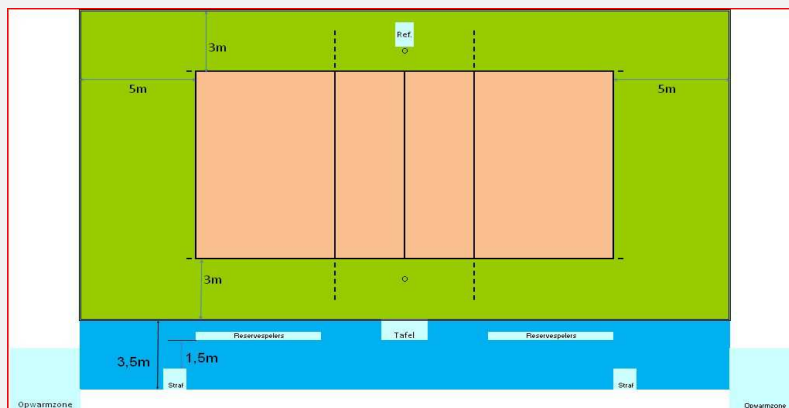 Ref.
3m
5m
5m
3m
Reservespelers
Tafel
Reservespelers
3,5m
1,5m
Straf
Straf
Opwarmzone
Opwarmzone